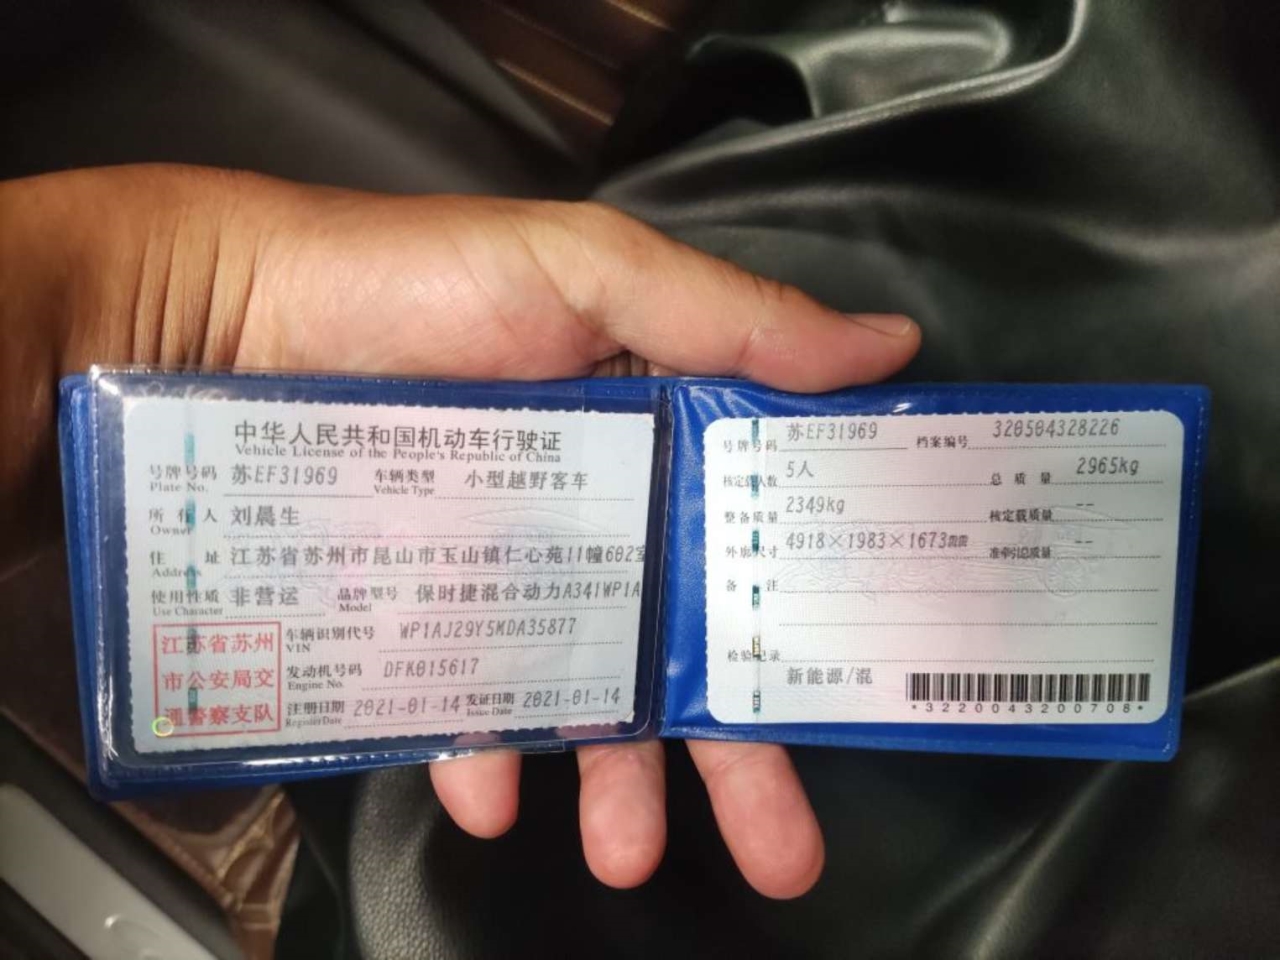 中华人民共和国机动车行驶证
Vehicle License of the People's Republic of China
号牌号码 苏EF31969 车辆类型 小型越野客车
Plate No. Vehicle Type
所有人 刘晨生
Owner
住 址 江苏省苏州市昆山市玉山镇仁心苑11幢602室
Address
使用性质 非营运 品牌型号 保时捷混合动力A341WP1A
Use Character Model
江苏省苏州
市公安局交
通警察支队
车辆识别代号 WP1AJ29Y5MDA35877
VIN
发动机号码 DFK015617
Engine No.
注册日期 2021-01-14 发证日期 2021-01-14
Register Date Issue Date
号牌号码 苏EF31969 档案编号 320504328226
核定载人数 5人 总质量 2965kg
整备质量 2349kg 核定载质量 --
外廓尺寸 4918×1983×1673mm 准牵引总质量 --
备 注
检验记录
新能源/混
*3220043200708*